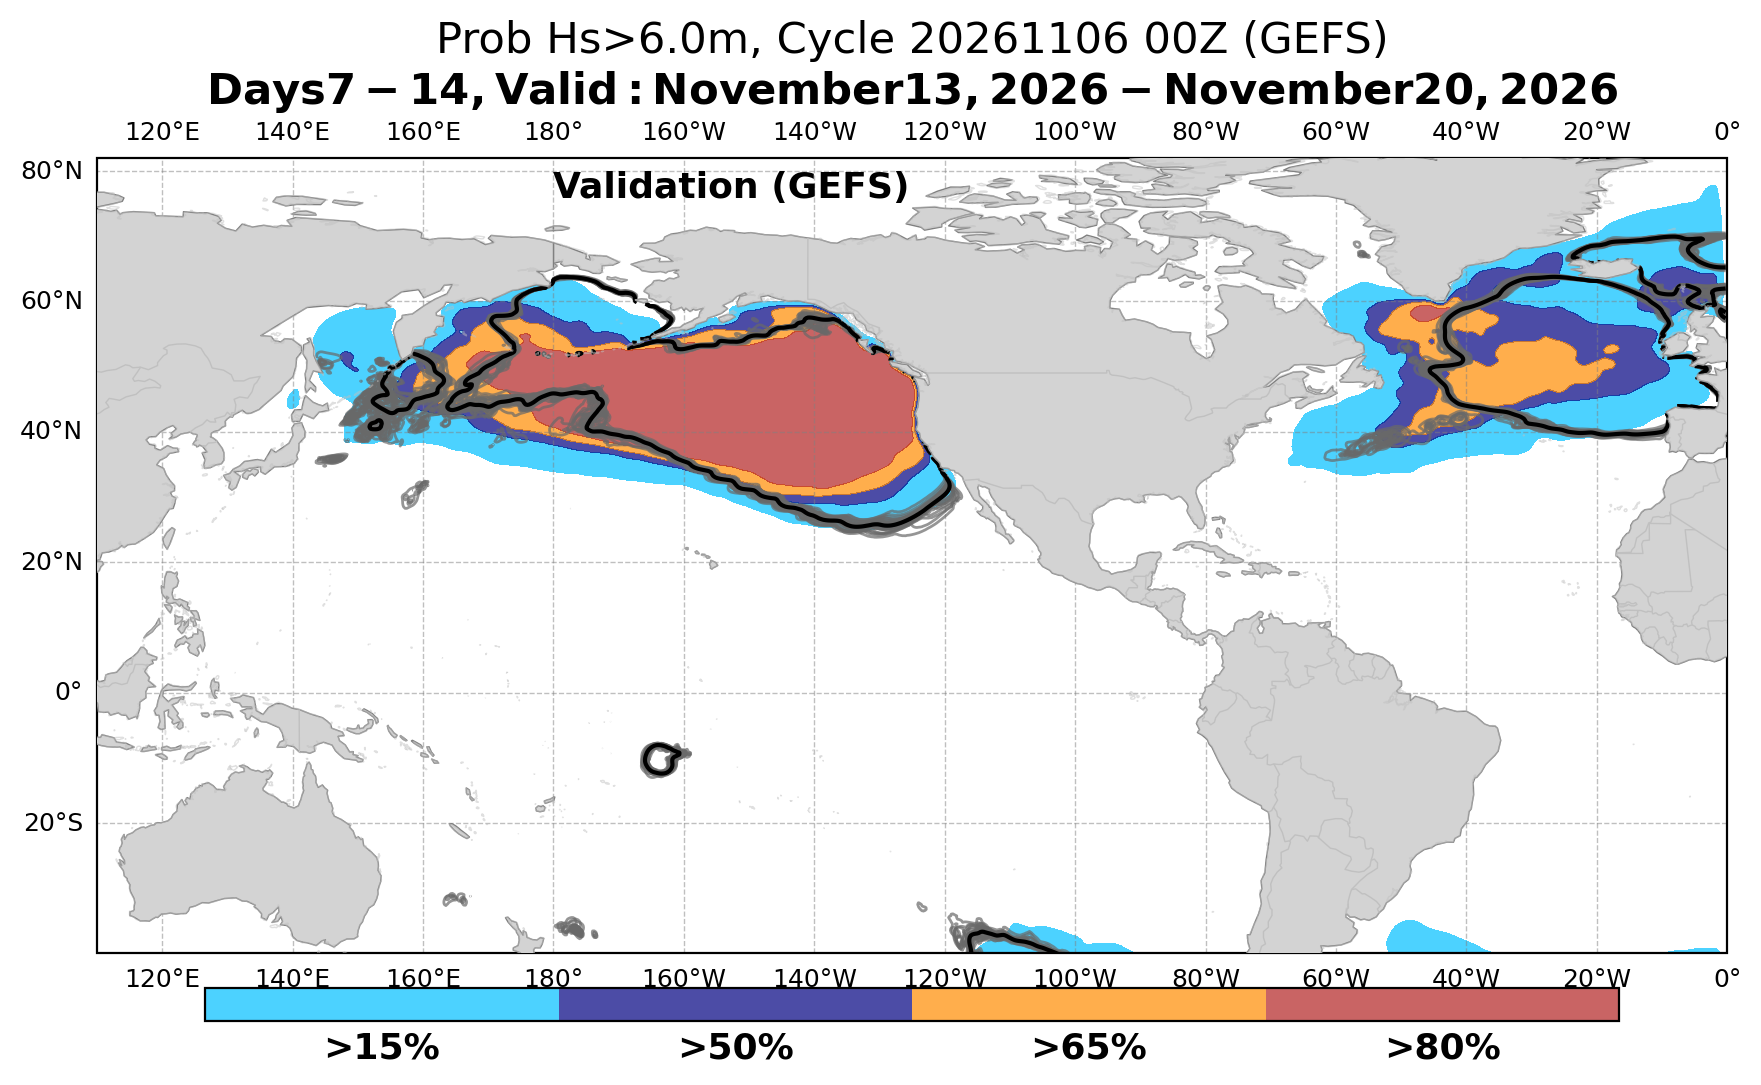 Prob Hs>6.0m, Cycle 20261106 00Z (GEFS)
Days7 − 14, Valid : November13, 2026 − November20, 2026
120°E 140°E 160°E 180° 160°W 140°W 120°W 100°W 80°W 60°W 40°W 20°W 0°
80°N
Validation (GEFS)
60°N
40°N
20°N
0°
20°S
120°E 140°E 160°E 180° 160°W 140°W 120°W 100°W 80°W 60°W 40°W 20°W 0°
>15% >50% >65% >80%